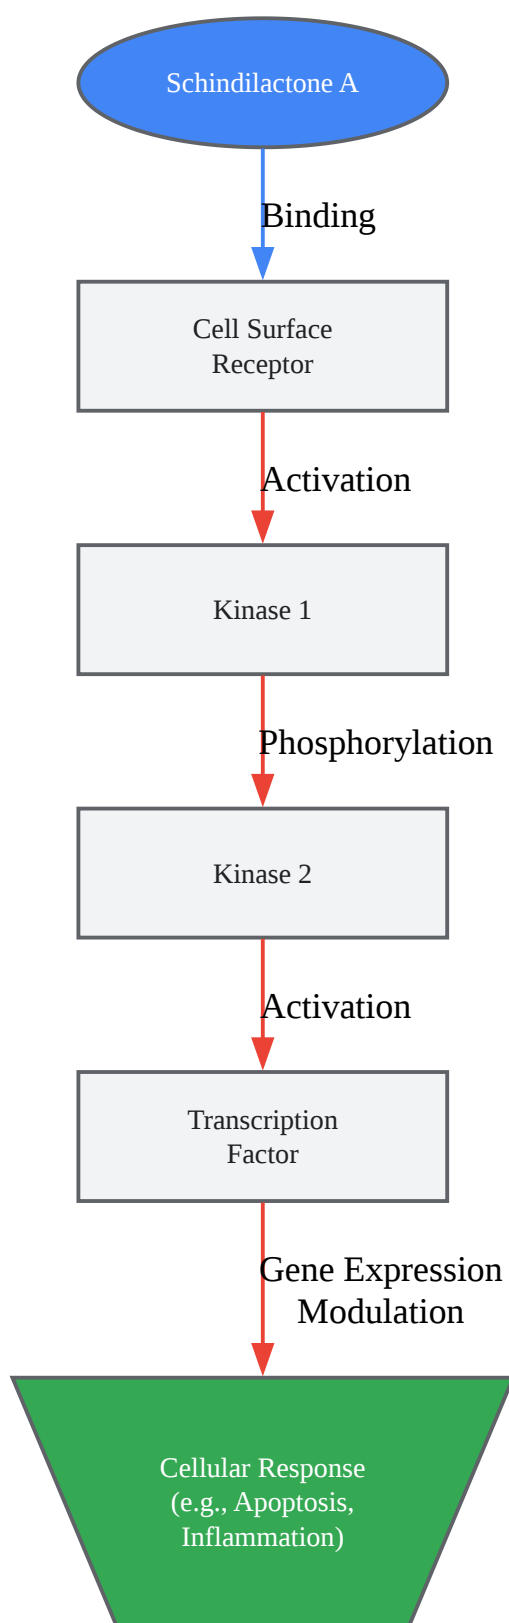 Schindilactone A
Binding
Cell Surface
Receptor
Activation
Kinase 1
Phosphorylation
Kinase 2
Activation
Transcription
Factor
Gene Expression
Modulation
Cellular Response
(e.g., Apoptosis,
Inflammation)